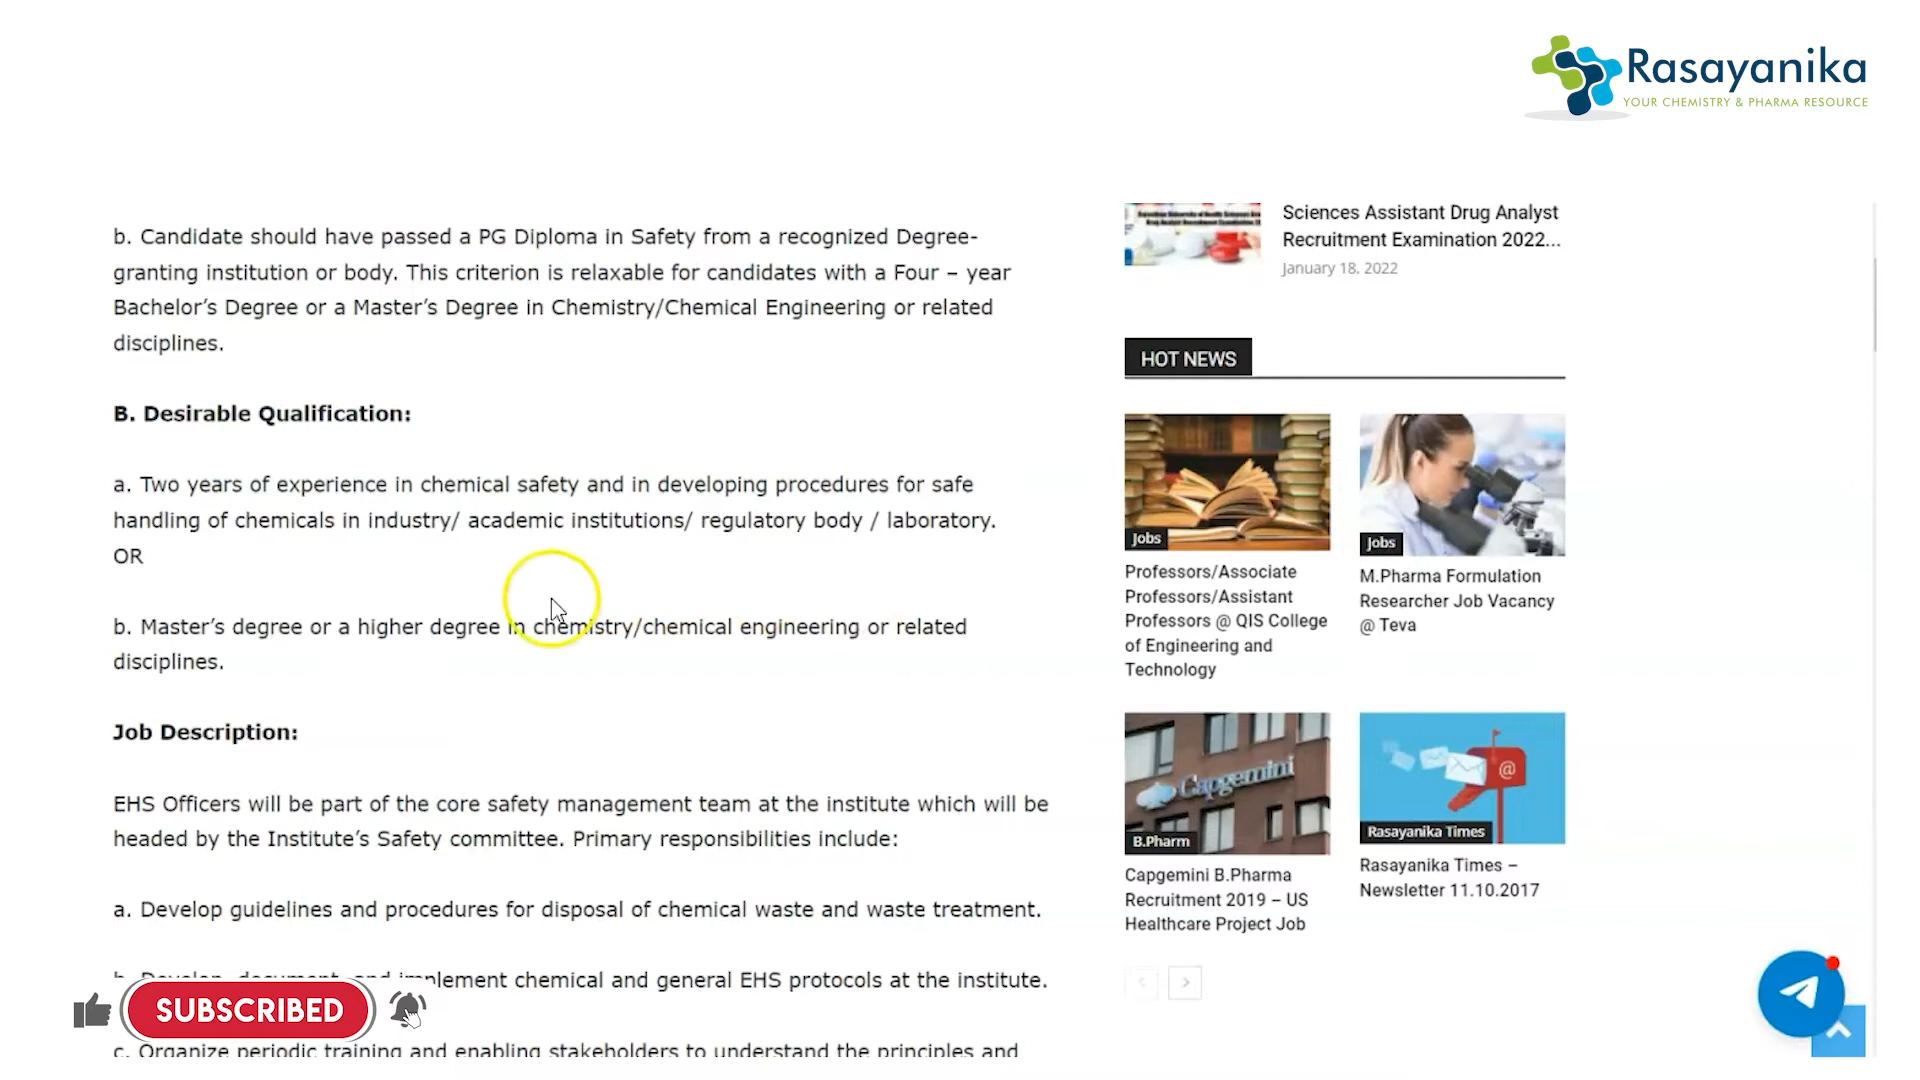 Rasayanika
YOUR CHEMISTRY & PHARMA RESOURCE
b. Candidate should have passed a PG Diploma in Safety from a recognized Degree-
granting institution or body. This criterion is relaxable for candidates with a Four – year
Bachelor’s Degree or a Master’s Degree in Chemistry/Chemical Engineering or related
disciplines.
B. Desirable Qualification:
a. Two years of experience in chemical safety and in developing procedures for safe
handling of chemicals in industry/ academic institutions/ regulatory body / laboratory.
OR
b. Master’s degree or a higher degree in chemistry/chemical engineering or related
disciplines.
Job Description:
EHS Officers will be part of the core safety management team at the institute which will be
headed by the Institute’s Safety committee. Primary responsibilities include:
a. Develop guidelines and procedures for disposal of chemical waste and waste treatment.
b. Develop, document, and implement chemical and general EHS protocols at the institute.
SUBSCRIBED
c. Organize periodic training and enabling stakeholders to understand the principles and
Sciences Assistant Drug Analyst
Recruitment Examination 2022...
January 18, 2022
HOT NEWS
Jobs
Professors/Associate
Professors/Assistant
Professors @ QIS College
of Engineering and
Technology
Jobs
M.Pharma Formulation
Researcher Job Vacancy
@ Teva
Capgemini
B.Pharm
Capgemini B.Pharma
Recruitment 2019 – US
Healthcare Project Job
@
Rasayanika Times
Rasayanika Times –
Newsletter 11.10.2017